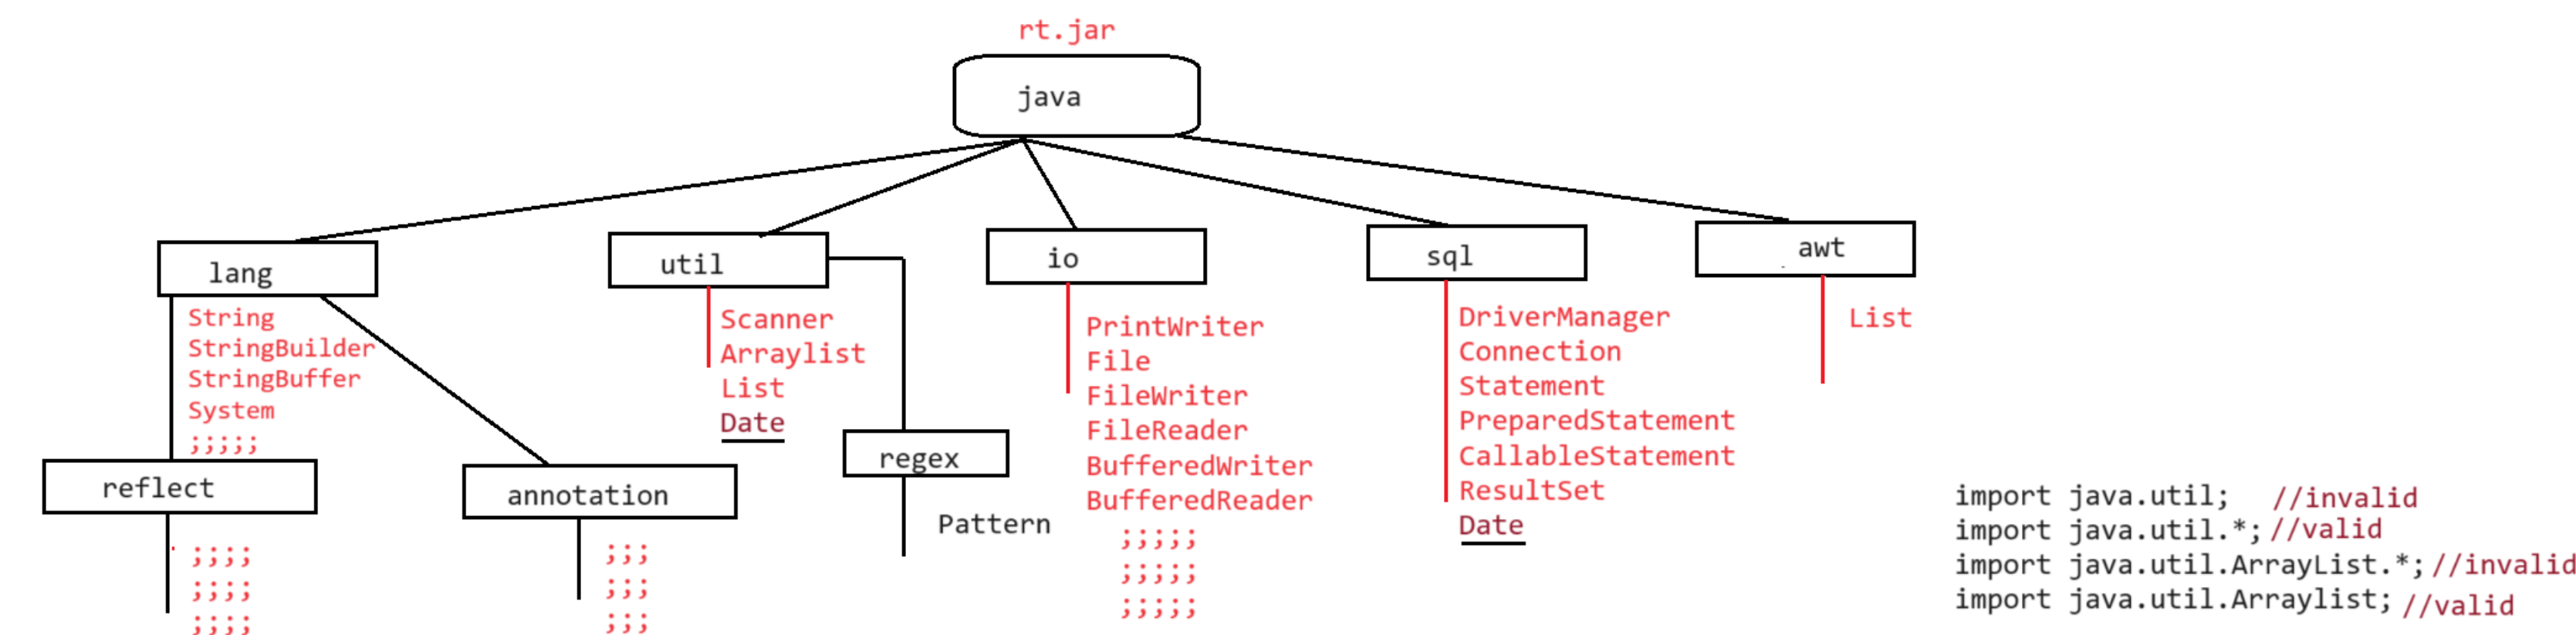 rt.jar
java
lang
util
io
sql
awt
String
StringBuilder
StringBuffer
System
;;;;;
Scanner
Arraylist
List
Date
PrintWriter
File
FileWriter
FileReader
BufferedWriter
BufferedReader
;;;;;
;;;;;
;;;;;
DriverManager
Connection
Statement
PreparedStatement
CallableStatement
ResultSet
Date
List
reflect
;;;;
;;;;
;;;;
annotation
;;;
;;;
;;;
regex
Pattern
import java.util; //invalid
import java.util.*; //valid
import java.util.ArrayList.*; //invalid
import java.util.Arraylist; //valid